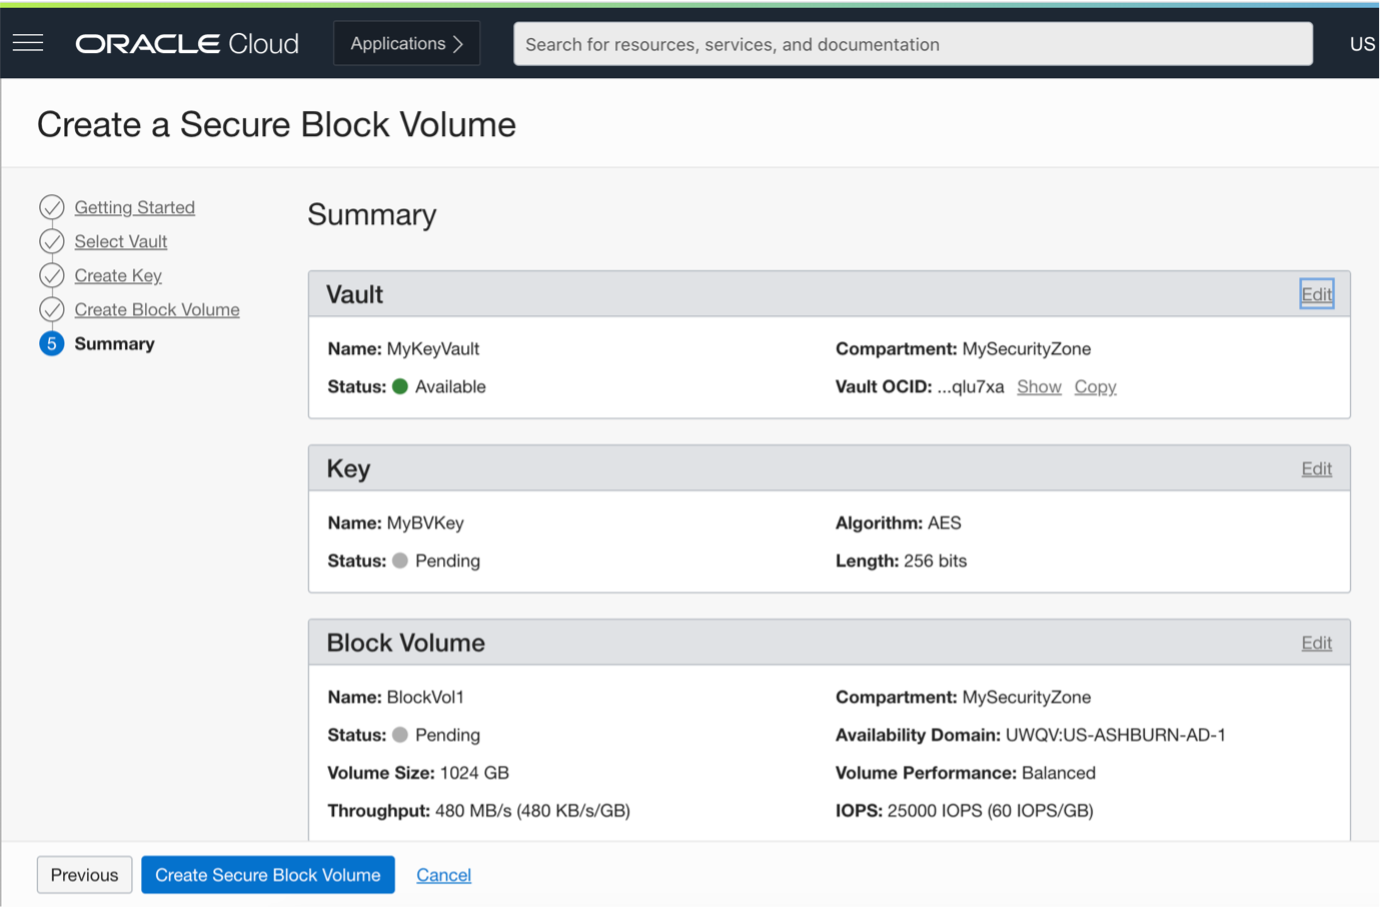 ORACLE Cloud
Applications
Search for resources, services, and documentation
US
Create a Secure Block Volume
Getting Started
Select Vault
Create Key
Create Block Volume
5 Summary
Summary
Vault Edit
Name: MyKeyVault Compartment: MySecurityZone
Status: Available Vault OCID: ...qlu7xa Show Copy
Key Edit
Name: MyBVKey Algorithm: AES
Status: Pending Length: 256 bits
Block Volume Edit
Name: BlockVol1 Compartment: MySecurityZone
Status: Pending Availability Domain: UWQV:US-ASHBURN-AD-1
Volume Size: 1024 GB Volume Performance: Balanced
Throughput: 480 MB/s (480 KB/s/GB) IOPS: 25000 IOPS (60 IOPS/GB)
Previous Create Secure Block Volume Cancel